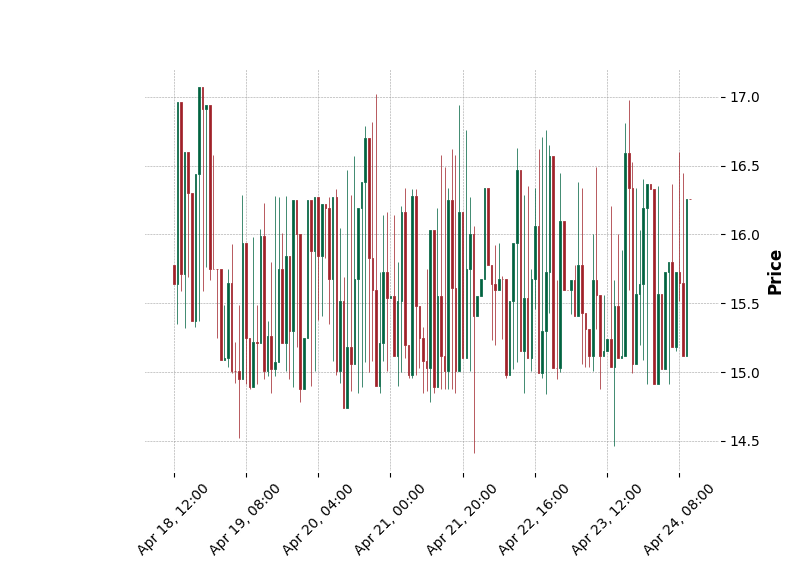 17.0
16.5
16.0
15.5
15.0
14.5
Price
Apr 18, 12:00
Apr 19, 08:00
Apr 20, 04:00
Apr 21, 00:00
Apr 21, 20:00
Apr 22, 16:00
Apr 23, 12:00
Apr 24, 08:00